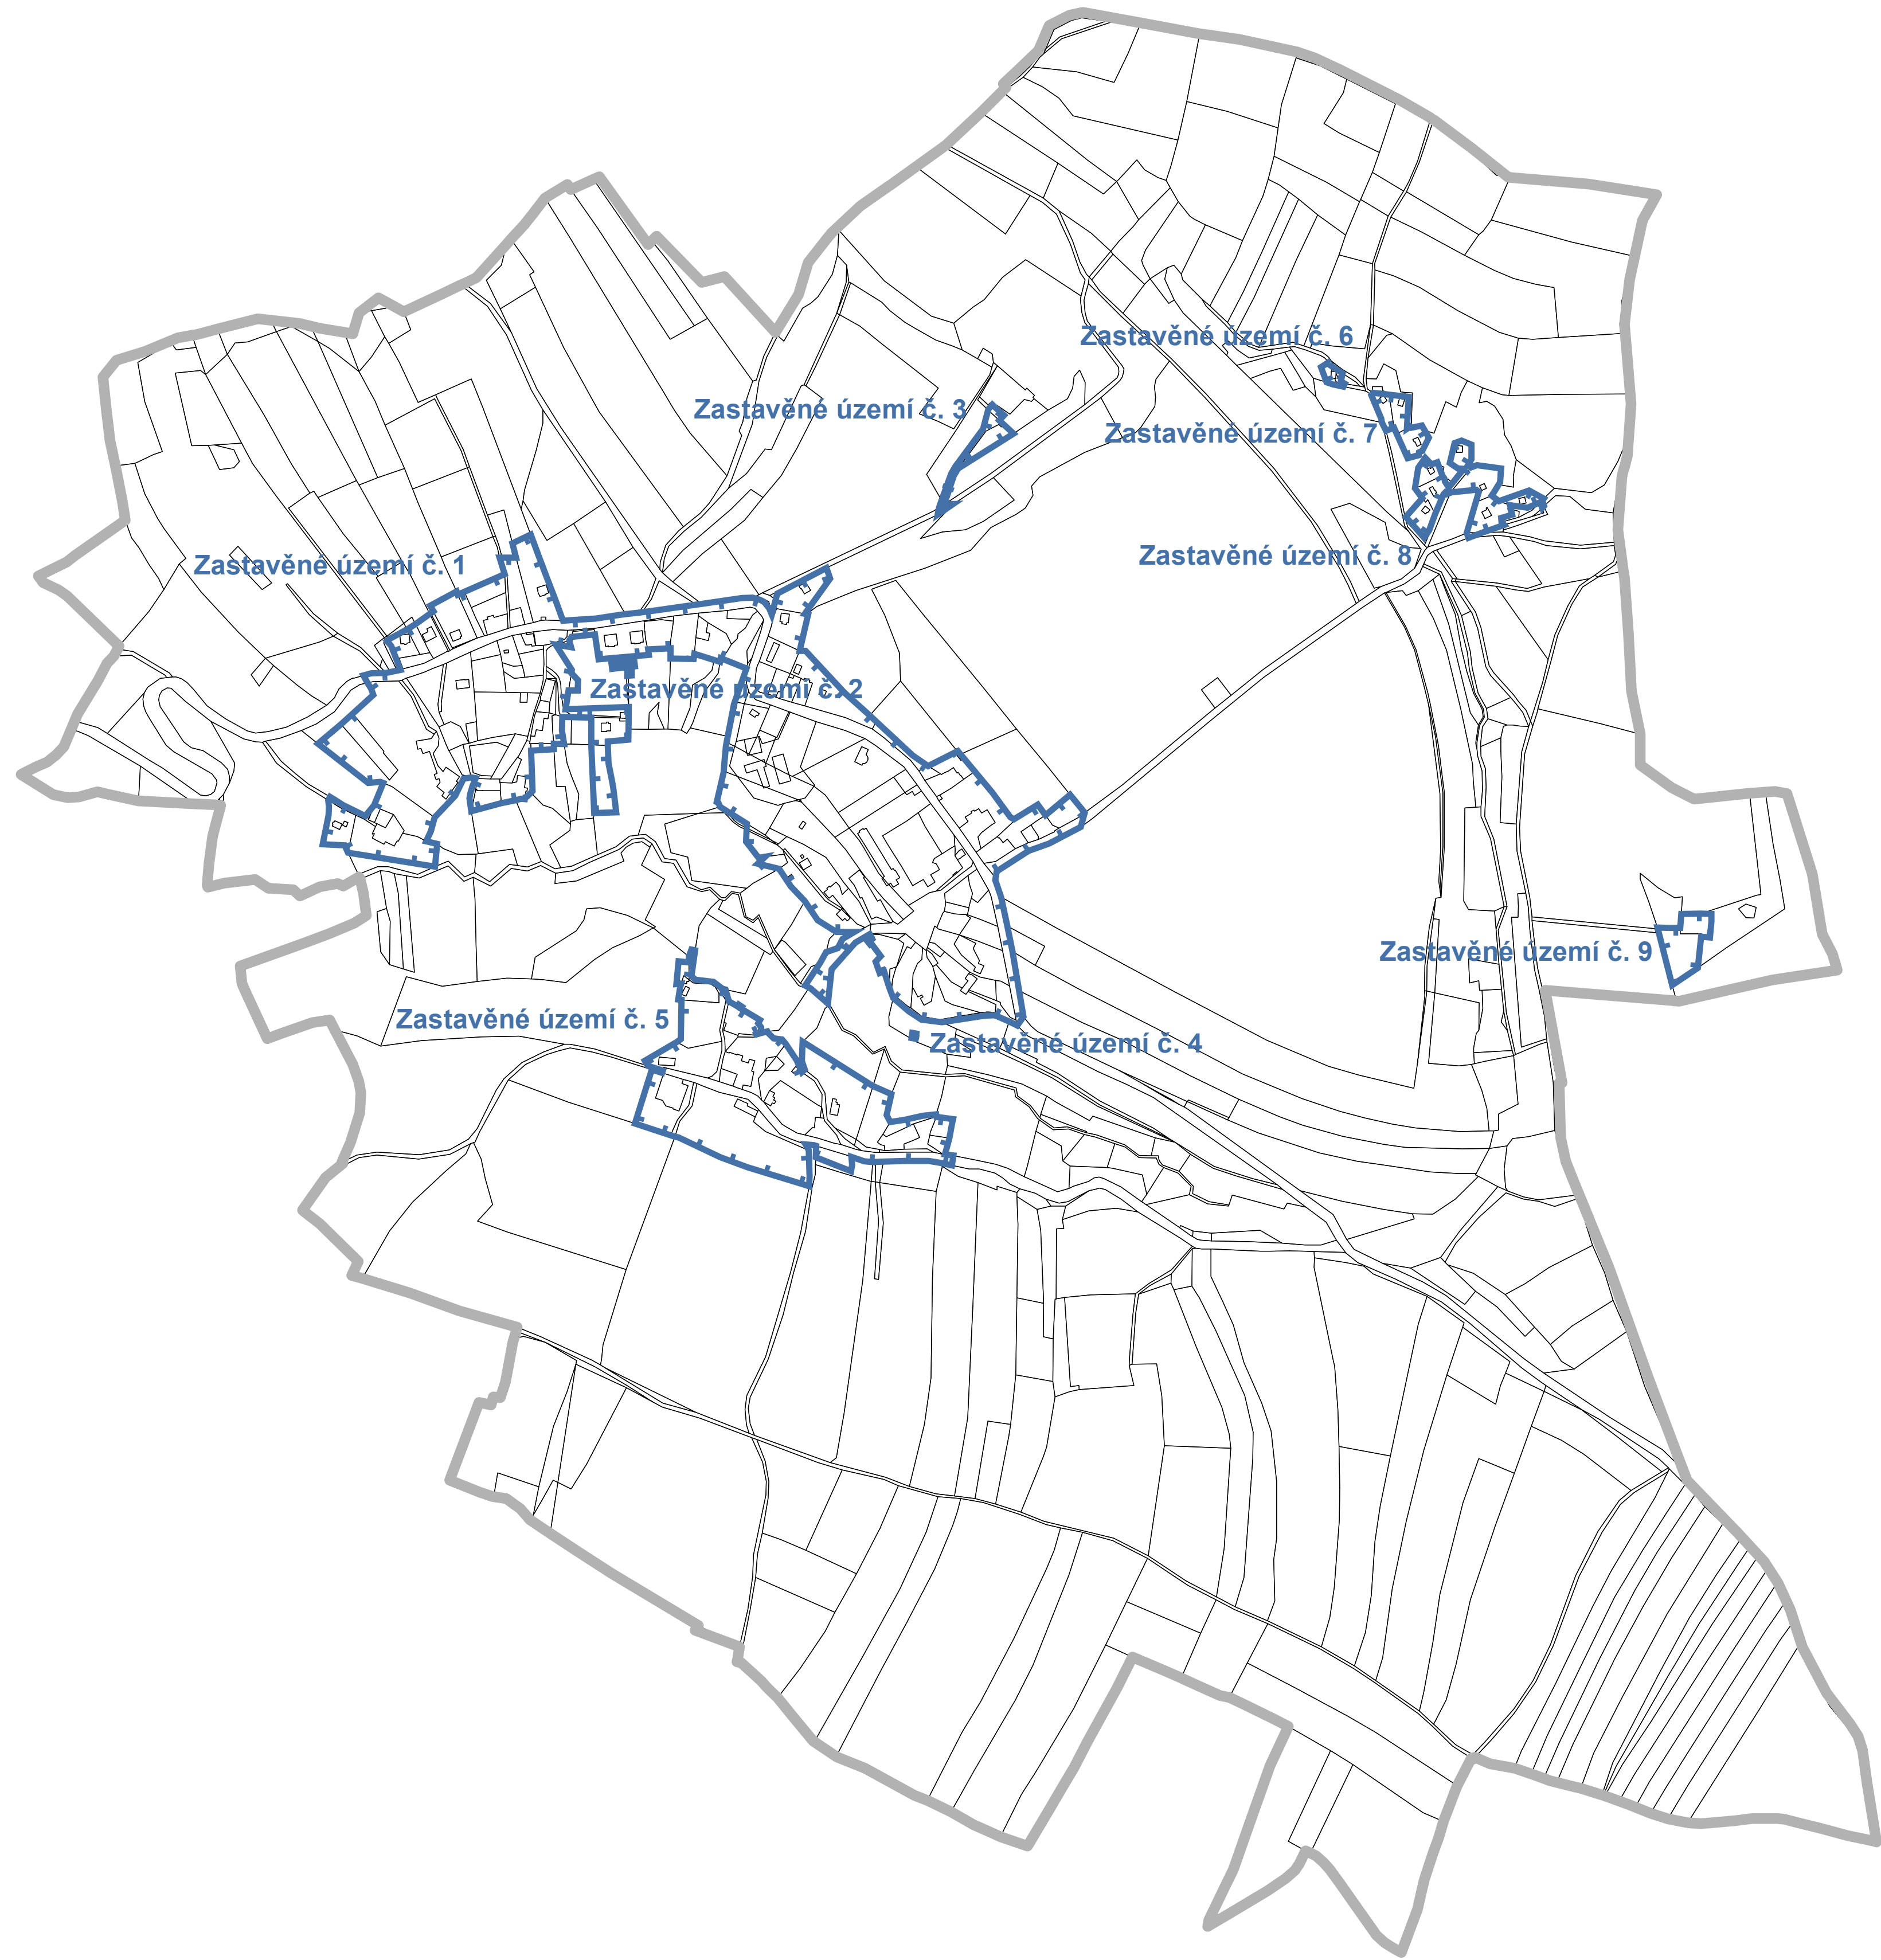 Zastavěné území č. 6
Zastavěné území č. 3
Zastavěné území č. 7
Zastavěné území č. 8
Zastavěné území č. 1
Zastavěné území č. 2
Zastavěné území č. 9
Zastavěné území č. 5
Zastavěné území č. 4